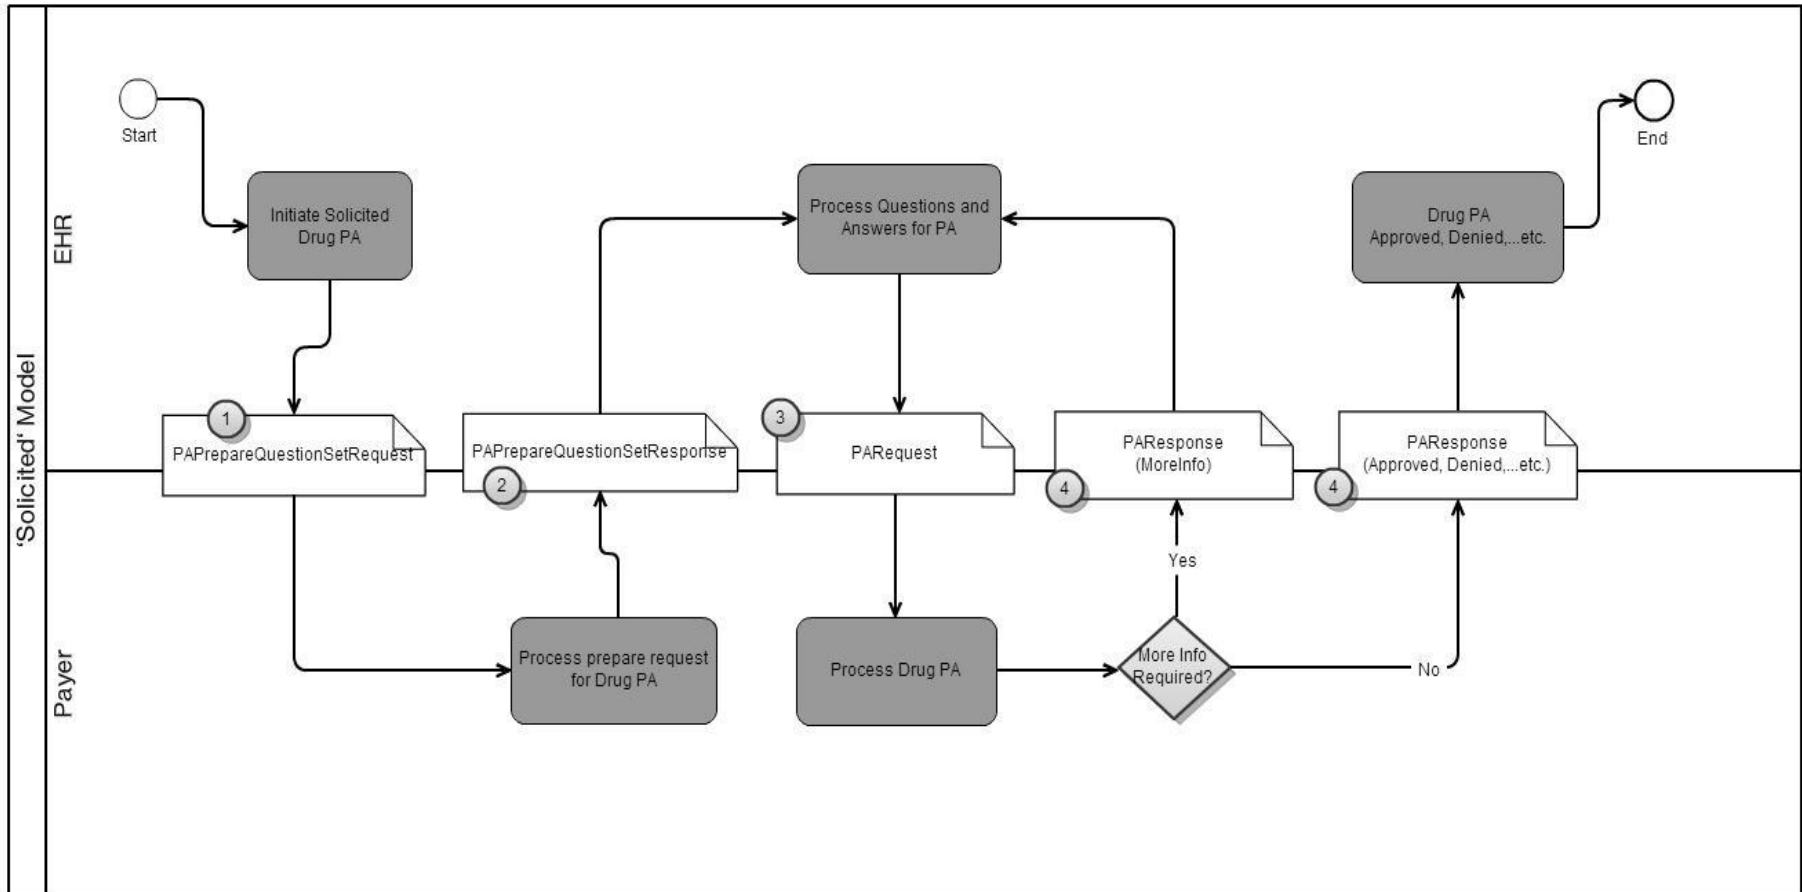 'Solicited' Model
EHR
Payer
Start
End
Initiate Solicited
Drug PA
Process Questions and
Answers for PA
Drug PA
Approved, Denied,...etc.
1
PAPrepareQuestionSetRequest
2
PAPrepareQuestionSetResponse
3
PARequest
4
PAResponse
(MoreInfo)
4
PAResponse
(Approved, Denied,...etc.)
Yes
Process prepare request
for Drug PA
Process Drug PA
More Info
Required?
No